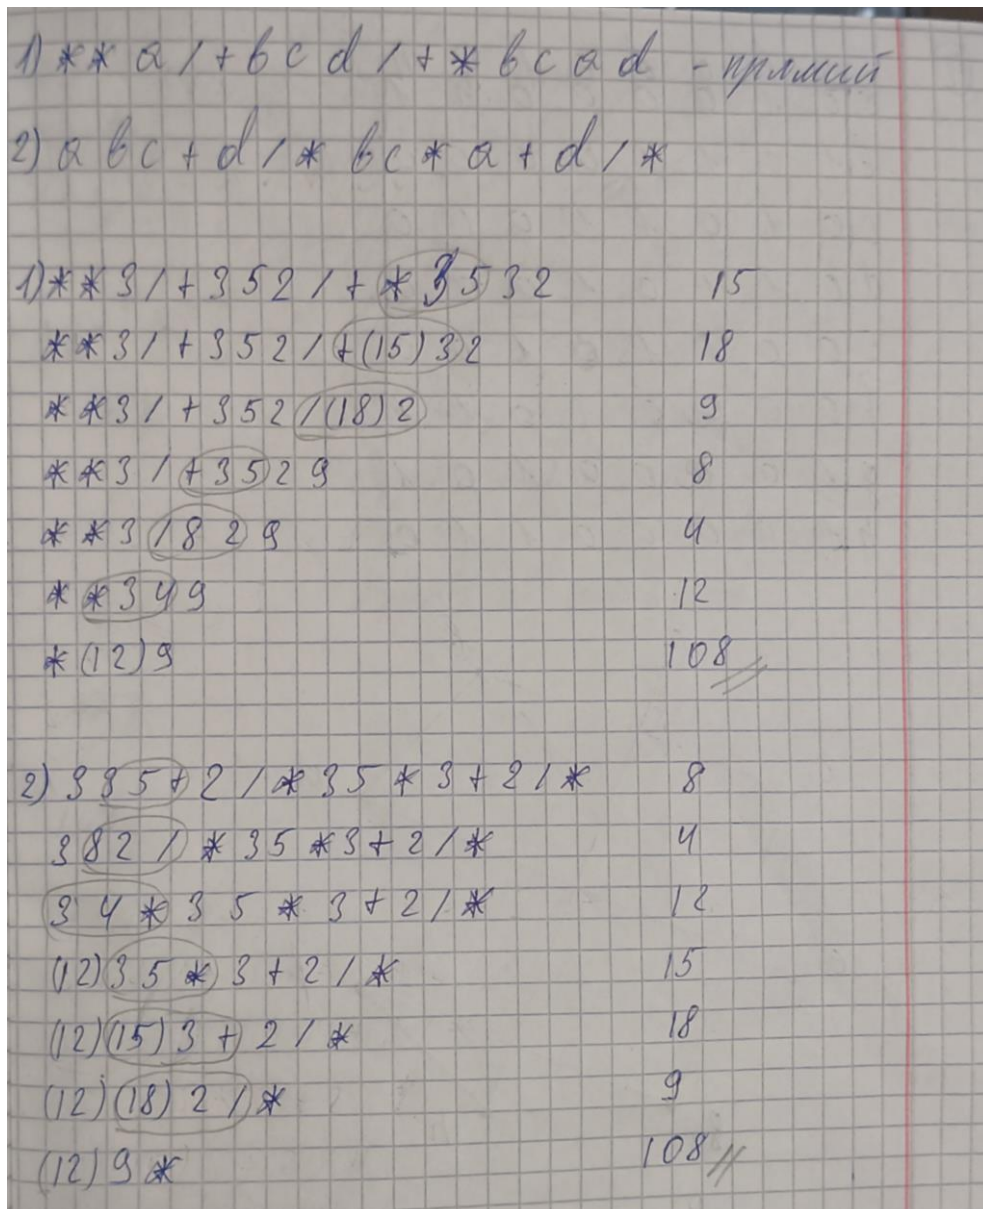 1) * * a / + b c d / + * b c a d - прямий
2) a b c + d / * b c * a + d / *
1) * * 3 / + 3 5 2 / + * 3 5 3 2 15
* * 3 / + 3 5 2 / + (15) 3 2 18
* * 3 / + 3 5 2 / (18) 2 9
* * 3 / + 3 5 2 9 8
* * 3 / 8 2 9 4
* * 3 4 9 12
* (12) 9 108
2) 3 3 5 + 2 / * 3 5 * 3 + 2 / * 8
3 8 2 / * 3 5 * 3 + 2 / * 4
3 4 * 3 5 * 3 + 2 / * 12
(12) 3 5 * 3 + 2 / * 15
(12) (15) 3 + 2 / * 18
(12) (18) 2 / * 9
(12) 9 * 108